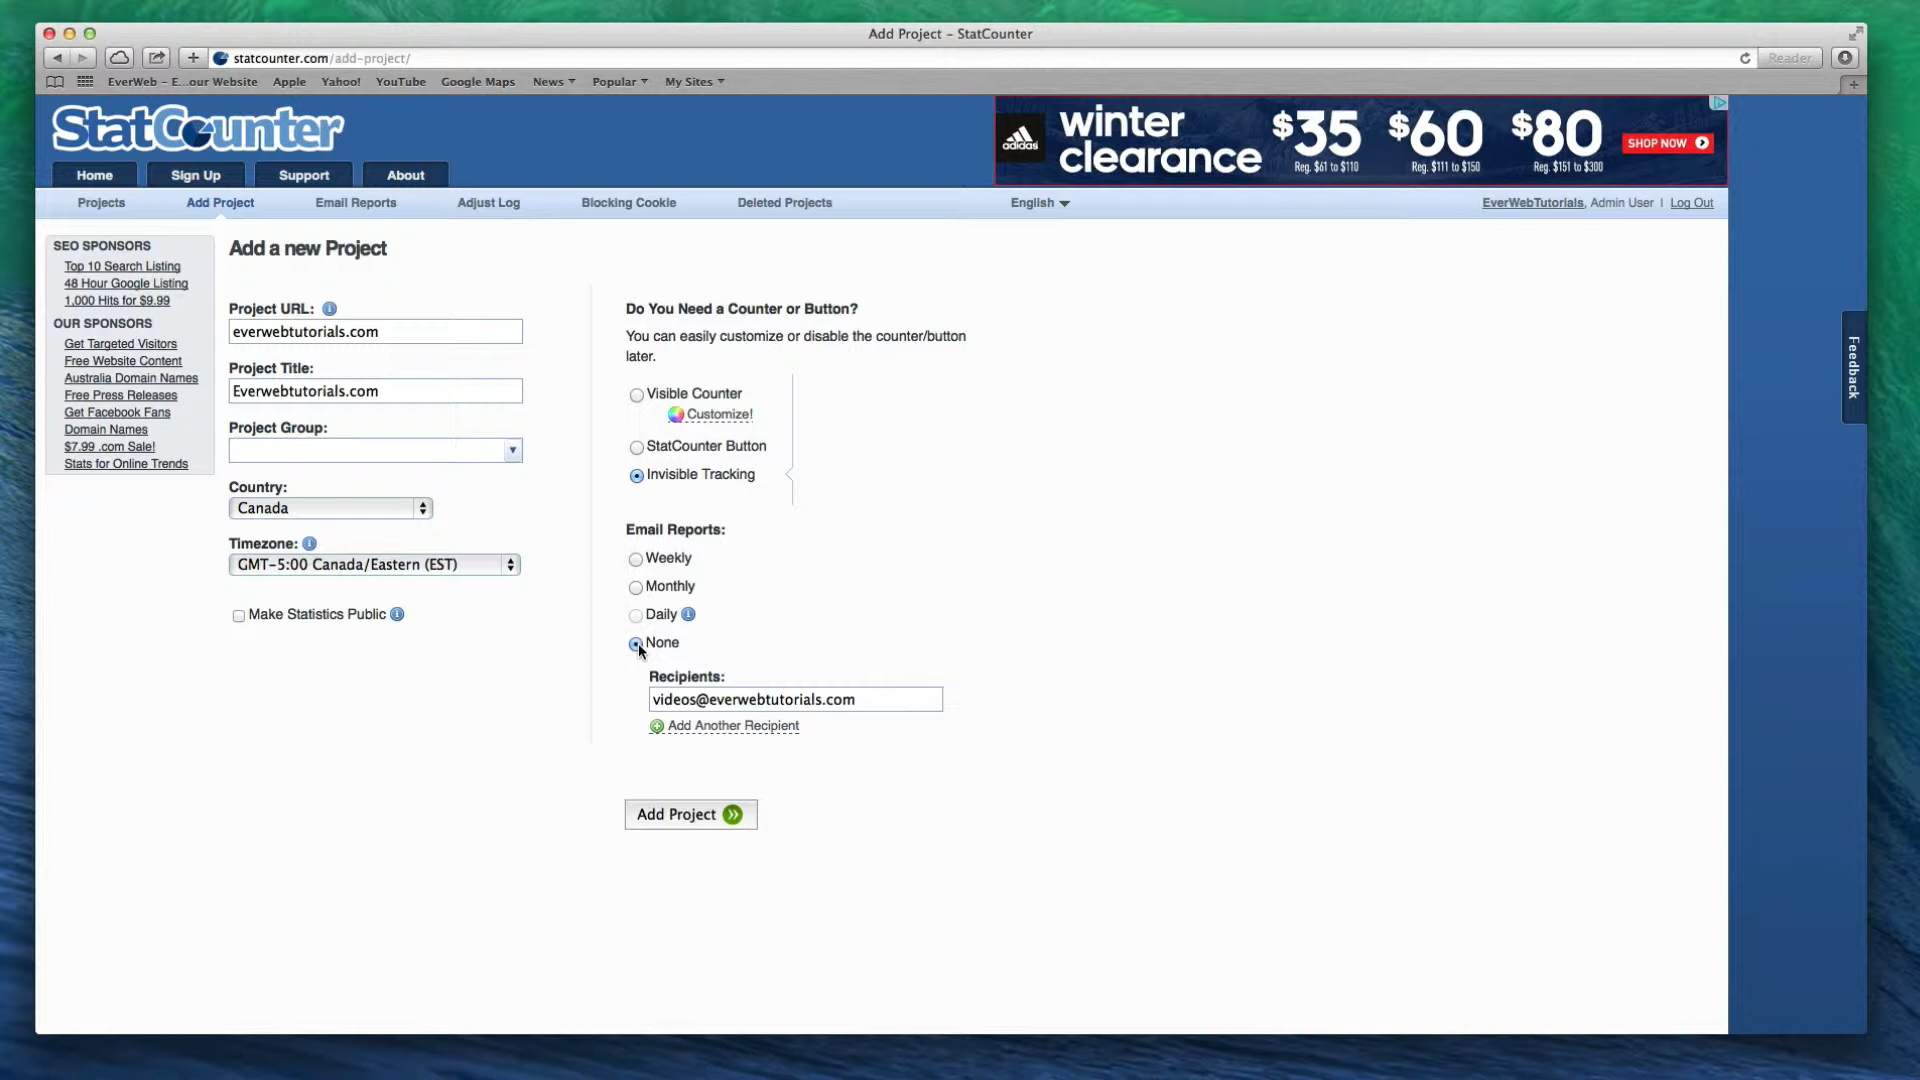 Add Project - StatCounter
statcounter.com/add-project/
Reader
EverWeb - E...our Website Apple Yahoo! YouTube Google Maps News Popular My Sites
StatCounter
adidas
winter
clearance
$35 $60 $80
Reg. $61 to $110 Reg. $111 to $150 Reg. $151 to $300
SHOP NOW
Home Sign Up Support About
Projects Add Project Email Reports Adjust Log Blocking Cookie Deleted Projects English EverWebTutorials, Admin User | Log Out
SEO SPONSORS
Top 10 Search Listing
48 Hour Google Listing
1,000 Hits for $9.99
OUR SPONSORS
Get Targeted Visitors
Free Website Content
Australia Domain Names
Free Press Releases
Get Facebook Fans
Domain Names
$7.99 .com Sale!
Stats for Online Trends
Add a new Project
Project URL:
everwebtutorials.com
Project Title:
Everwebtutorials.com
Project Group:
Country:
Canada
Timezone:
GMT-5:00 Canada/Eastern (EST)
Make Statistics Public
Do You Need a Counter or Button?
You can easily customize or disable the counter/button
later.
Visible Counter
Customize!
StatCounter Button
Invisible Tracking
Email Reports:
Weekly
Monthly
Daily
None
Recipients:
videos@everwebtutorials.com
Add Another Recipient
Add Project
Feedback